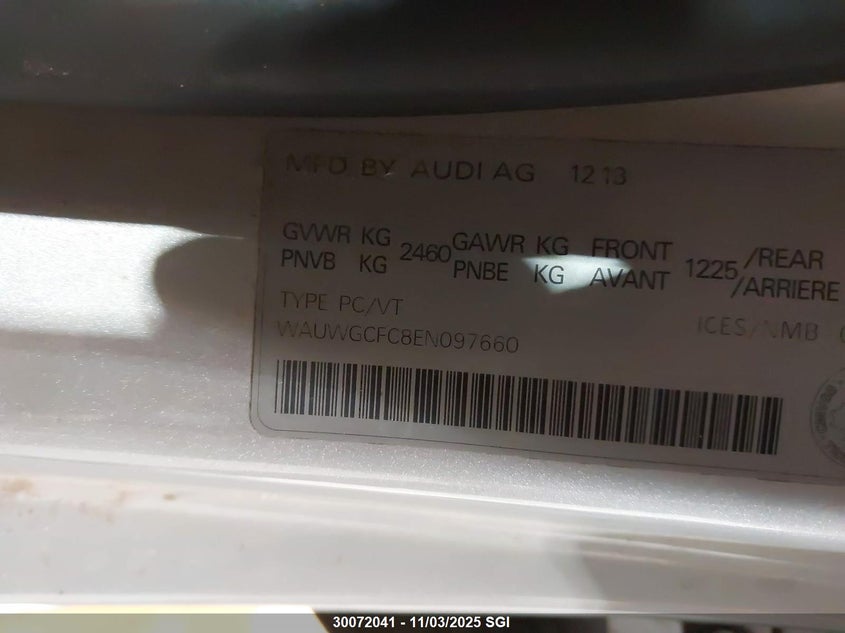 MFD BY AUDI AG 12 13
GVWR KG 2460 GAWR KG FRONT 1225 /REAR
PNVB KG PNBE KG AVANT /ARRIERE
TYPE PC/VT
WAUWGCFC8EN097660
ICES/NMB
30072041 - 11/03/2025 SGI